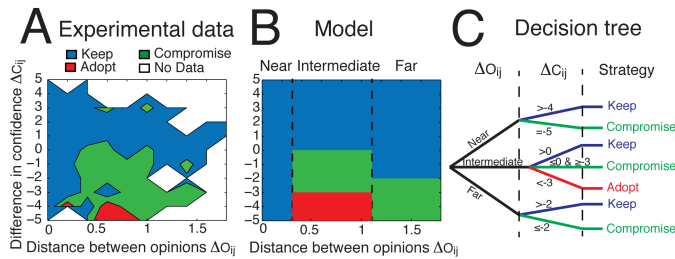 A Experimental data
Keep Compromise
Adopt No Data
Difference in confidence ΔCij
5
4
3
2
1
0
−1
−2
−3
−4
−5
0 0.5 1 1.5
Distance between opinions ΔOij
B Model
Near Intermediate Far
5
4
3
2
1
0
−1
−2
−3
−4
−5
0 0.5 1 1.5
Distance between opinions ΔOij
C Decision tree
ΔOij ΔCij Strategy
Near
Intermediate
Far
>-4 Keep
=-5 Compromise
>0 Keep
≤0 & ≥-3 Compromise
<-3 Adopt
>-2 Keep
≤-2 Compromise